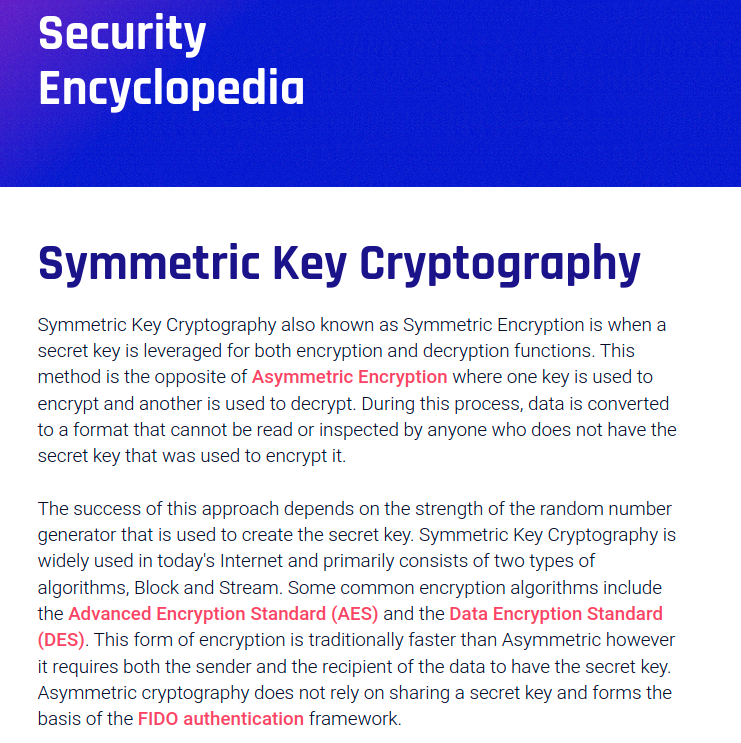 Security
Encyclopedia
Symmetric Key Cryptography
Symmetric Key Cryptography also known as Symmetric Encryption is when a
secret key is leveraged for both encryption and decryption functions. This
method is the opposite of Asymmetric Encryption where one key is used to
encrypt and another is used to decrypt. During this process, data is converted
to a format that cannot be read or inspected by anyone who does not have the
secret key that was used to encrypt it.
The success of this approach depends on the strength of the random number
generator that is used to create the secret key. Symmetric Key Cryptography is
widely used in today's Internet and primarily consists of two types of
algorithms, Block and Stream. Some common encryption algorithms include
the Advanced Encryption Standard (AES) and the Data Encryption Standard
(DES). This form of encryption is traditionally faster than Asymmetric however
it requires both the sender and the recipient of the data to have the secret key.
Asymmetric cryptography does not rely on sharing a secret key and forms the
basis of the FIDO authentication framework.